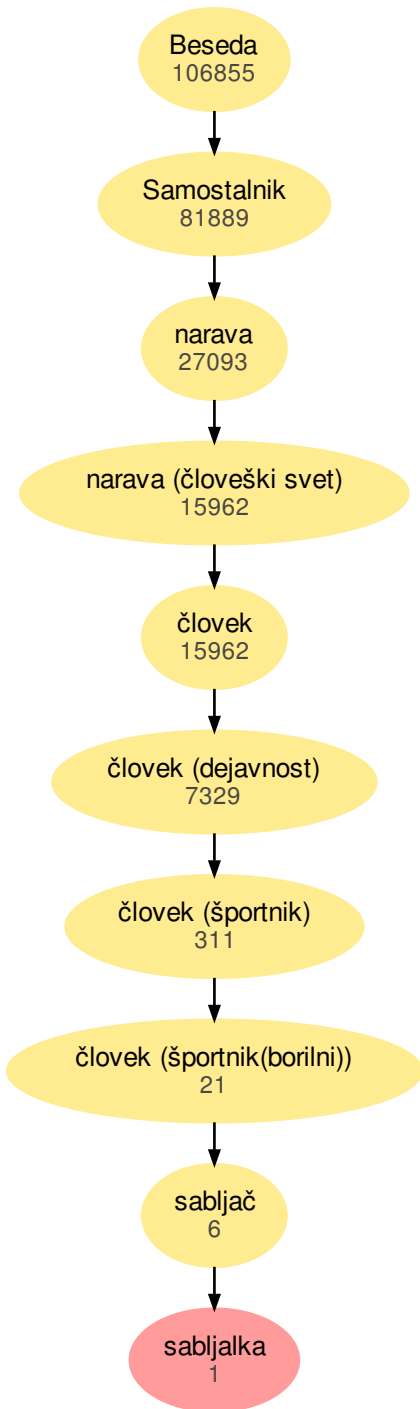 Beseda
106855
Samostalnik
81889
narava
27093
narava (človeški svet)
15962
človek
15962
človek (dejavnost)
7329
človek (športnik)
311
človek (športnik(borilni))
21
sabljač
6
sabljalka
1